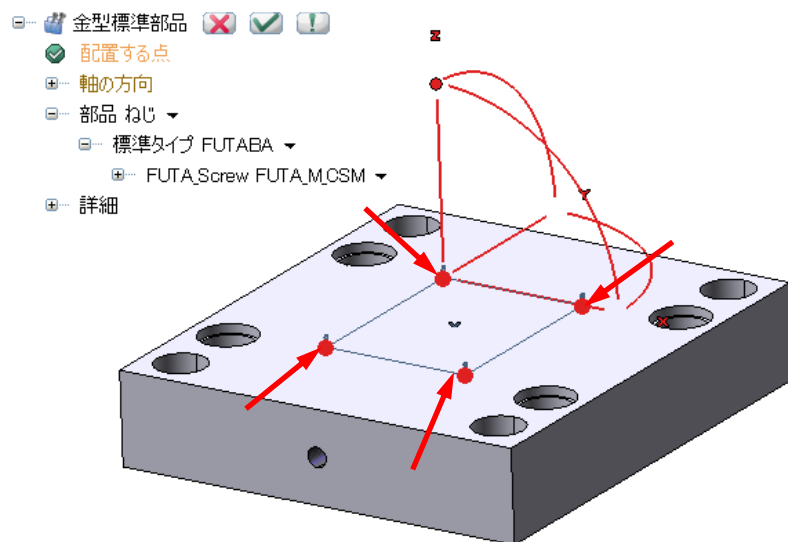 金型標準部品
Z
配置する点
軸の方向
部品 ねじ
標準タイプ FUTABA
FUTA_Screw FUTA_M_CSM
Y
詳細
X